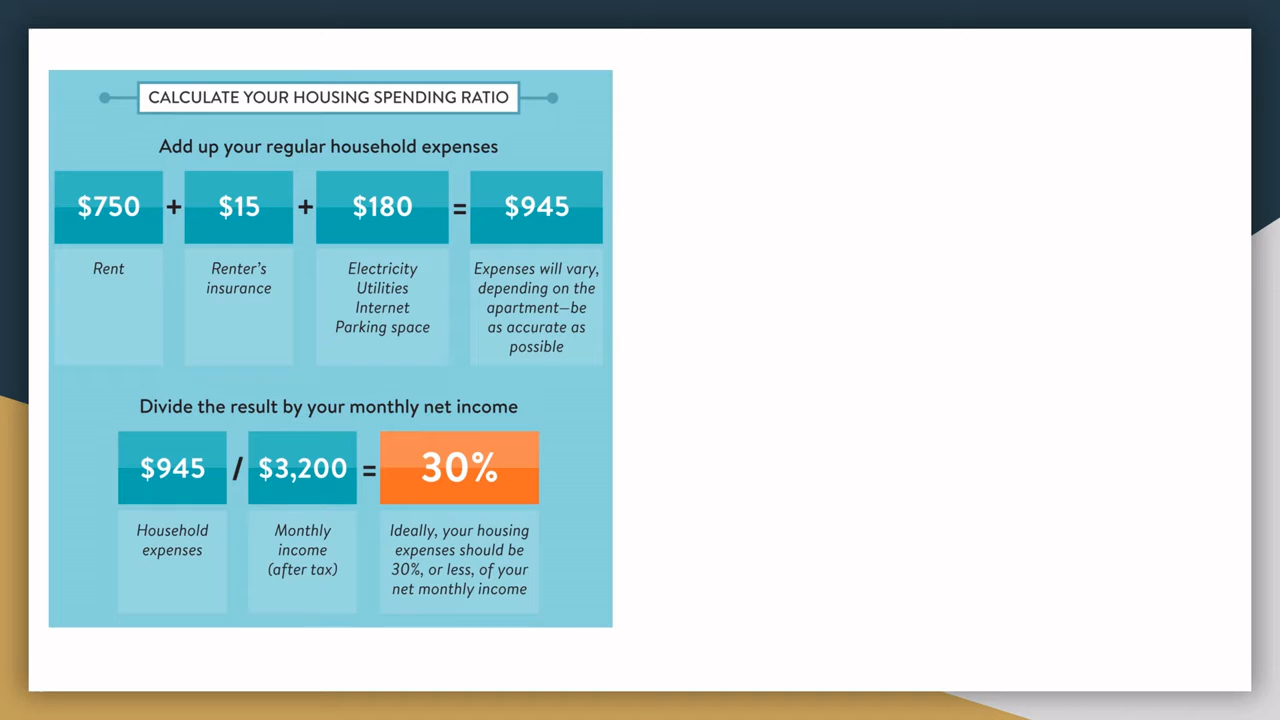 CALCULATE YOUR HOUSING SPENDING RATIO
Add up your regular household expenses
$750 + $15 + $180 = $945
Rent
Renter's
insurance
Electricity
Utilities
Internet
Parking space
Expenses will vary,
depending on the
apartment—be
as accurate as
possible
Divide the result by your monthly net income
$945 / $3,200 = 30%
Household
expenses
Monthly
income
(after tax)
Ideally, your housing
expenses should be
30%, or less, of your
net monthly income